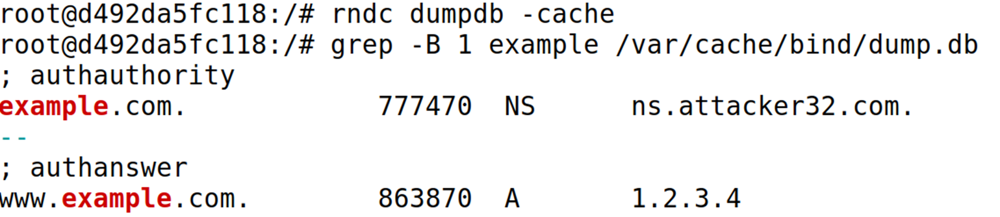 root@d492da5fc118:/# rndc dumpdb -cache
root@d492da5fc118:/# grep -B 1 example /var/cache/bind/dump.db
; authauthority
example.com. 777470 NS ns.attacker32.com.
--
; authanswer
www.example.com. 863870 A 1.2.3.4